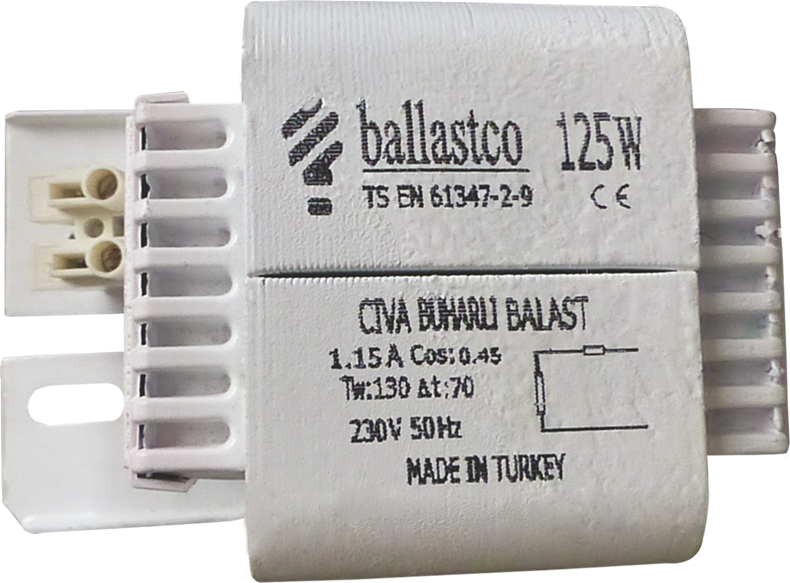 ballastco 125W
TS EN 61347-2-9 CE
CIVA BUHARLI BALAST
1.15A Cos:0.45
Tw:130 Δt:70
230V 50Hz
MADE IN TURKEY